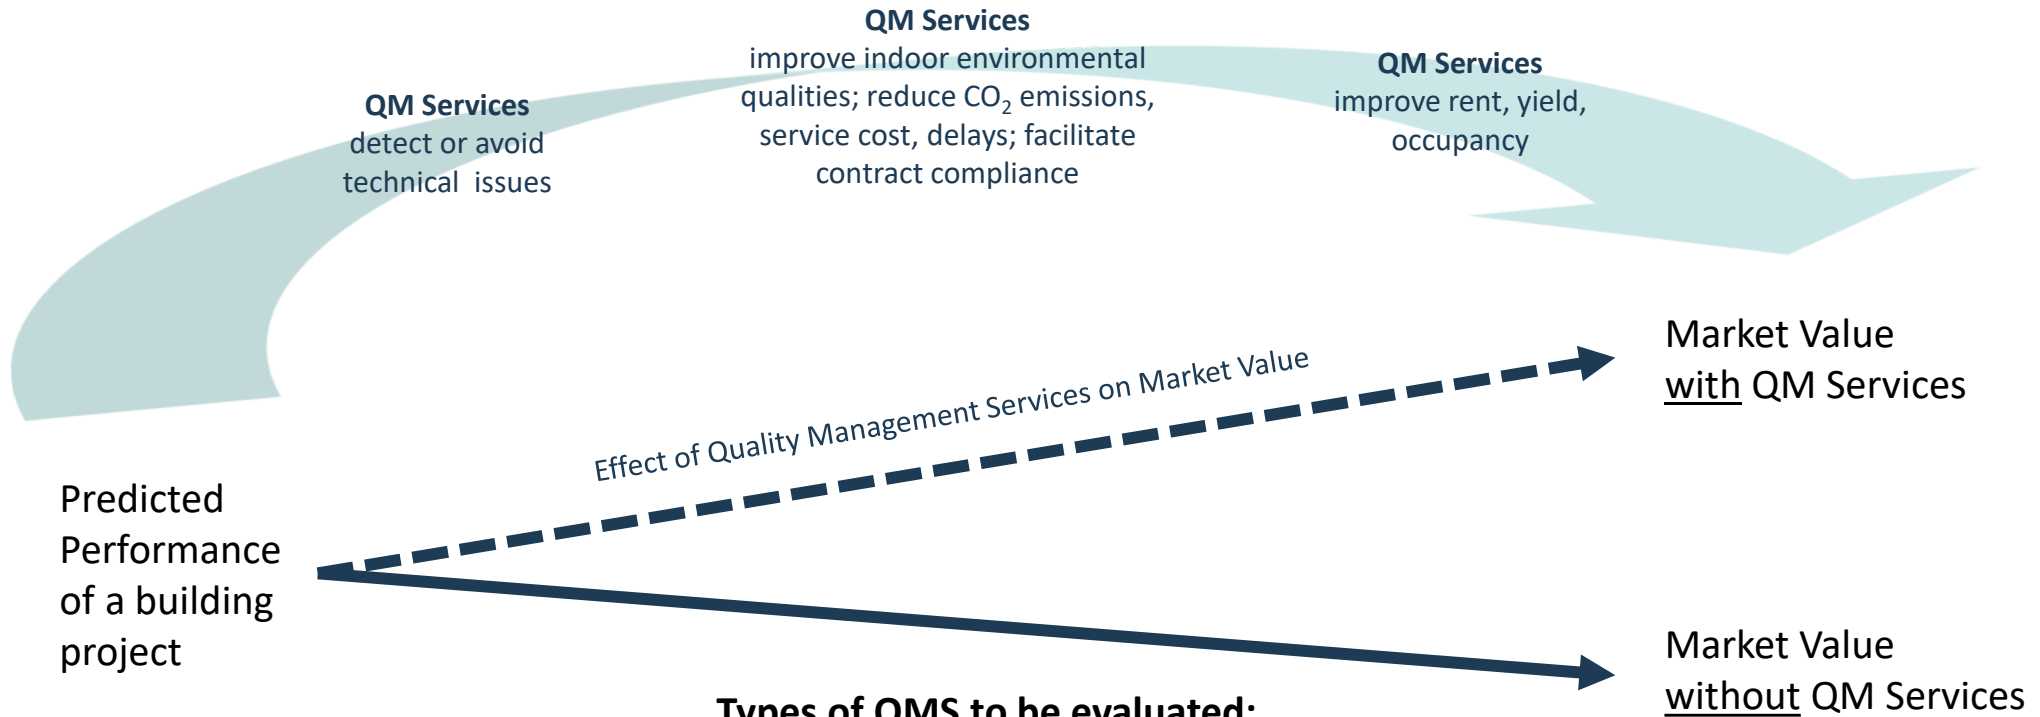 QM Services
detect or avoid
technical issues
QM Services
improve indoor environmental
qualities; reduce CO₂ emissions,
service cost, delays; facilitate
contract compliance
QM Services
improve rent, yield,
occupancy
Effect of Quality Management Services on Market Value
Predicted
Performance
of a building
project
Market Value
with QM Services
Market Value
without QM Services
Types of QMS to be evaluated: